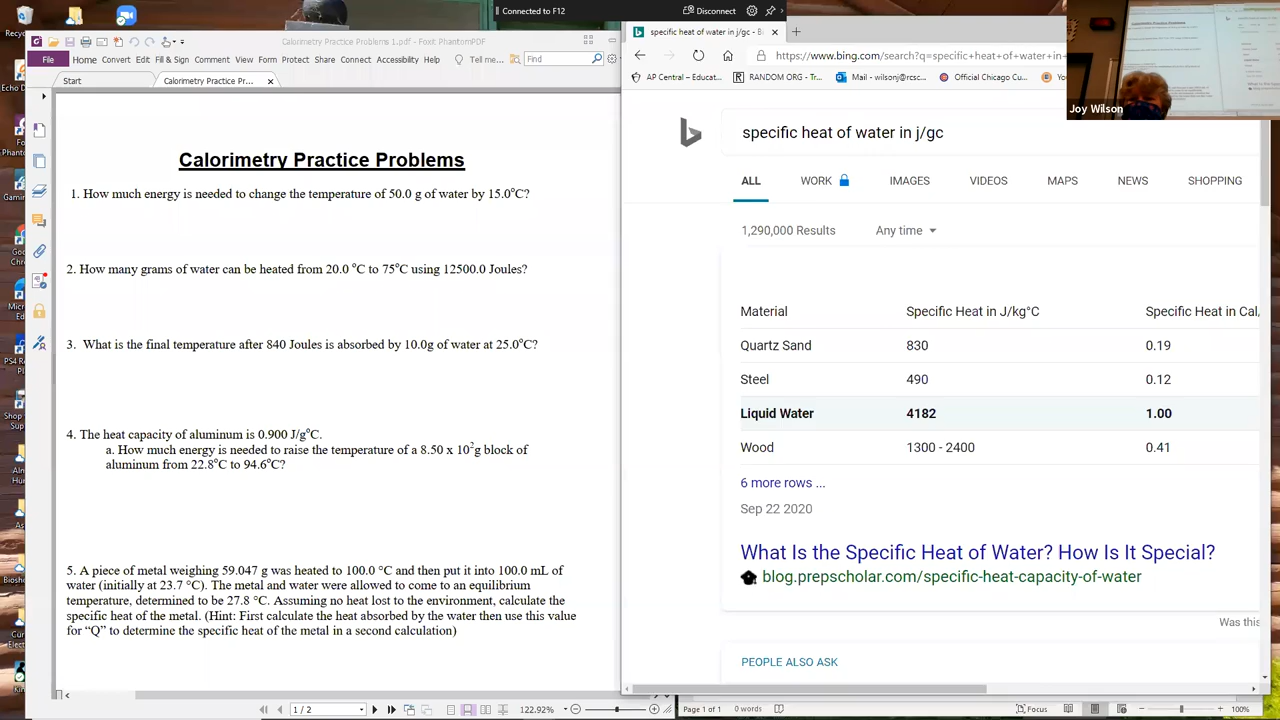 Connected to F12
Disconnect
Calorimetry Practice Problems 1.pdf - Foxi
File Home Convert Edit Fill & Sign Comment View Form Protect Share Connect Accessibility
Tell me...
Find
Start
Calorimetry Practice Pr...
Calorimetry Practice Problems
1. How much energy is needed to change the temperature of 50.0 g of water by 15.0°C?
2. How many grams of water can be heated from 20.0 °C to 75°C using 12500.0 Joules?
3. What is the final temperature after 840 Joules is absorbed by 10.0g of water at 25.0°C?
4. The heat capacity of aluminum is 0.900 J/g°C.
a. How much energy is needed to raise the temperature of a 8.50 x 10²g block of
aluminum from 22.8°C to 94.6°C?
5. A piece of metal weighing 59.047 g was heated to 100.0 °C and then put it into 100.0 mL of
water (initially at 23.7 °C). The metal and water were allowed to come to an equilibrium
temperature, determined to be 27.8 °C. Assuming no heat lost to the environment, calculate the
specific heat of the metal. (Hint: First calculate the heat absorbed by the water then use this value
for “Q” to determine the specific heat of the metal in a second calculation)
1 / 2
122.92%
specific heat of water in j/gc - B
ng.com/search?q=specific+heat+of+water+in+
AP Central – Educat...
RANDOM.ORG - Tr...
Mail - wilsonj@ress...
Official
Joy Wilson
specific heat of water in j/gc
ALL WORK IMAGES VIDEOS MAPS NEWS SHOPPING
1,290,000 Results Any time
Material Specific Heat in J/kg°C Specific Heat in Cal,
Quartz Sand 830 0.19
Steel 490 0.12
Liquid Water 4182 1.00
Wood 1300 - 2400 0.41
6 more rows ...
Sep 22 2020
What Is the Specific Heat of Water? How Is It Special?
blog.prepscholar.com/specific-heat-capacity-of-water
Was this
PEOPLE ALSO ASK
Page 1 of 1 0 words
Focus
100%